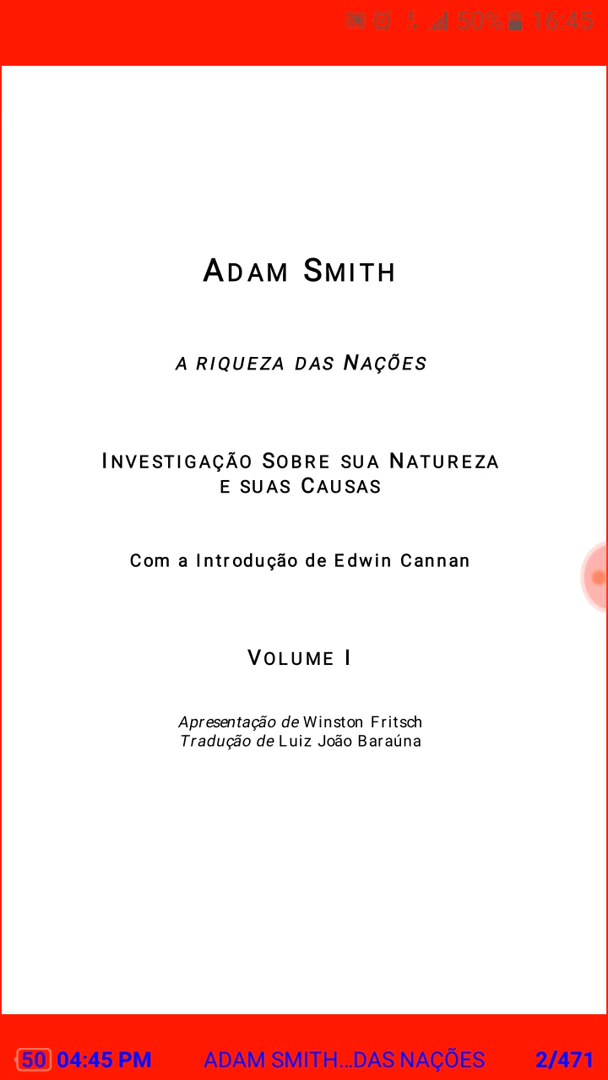 50% 16:45
ADAM SMITH
A RIQUEZA DAS NAÇÕES
INVESTIGAÇÃO SOBRE SUA NATUREZA
E SUAS CAUSAS
Com a Introdução de Edwin Cannan
VOLUME I
Apresentação de Winston Fritsch
Tradução de Luiz João Baraúna
50 04:45 PM ADAM SMITH...DAS NAÇÕES 2/471